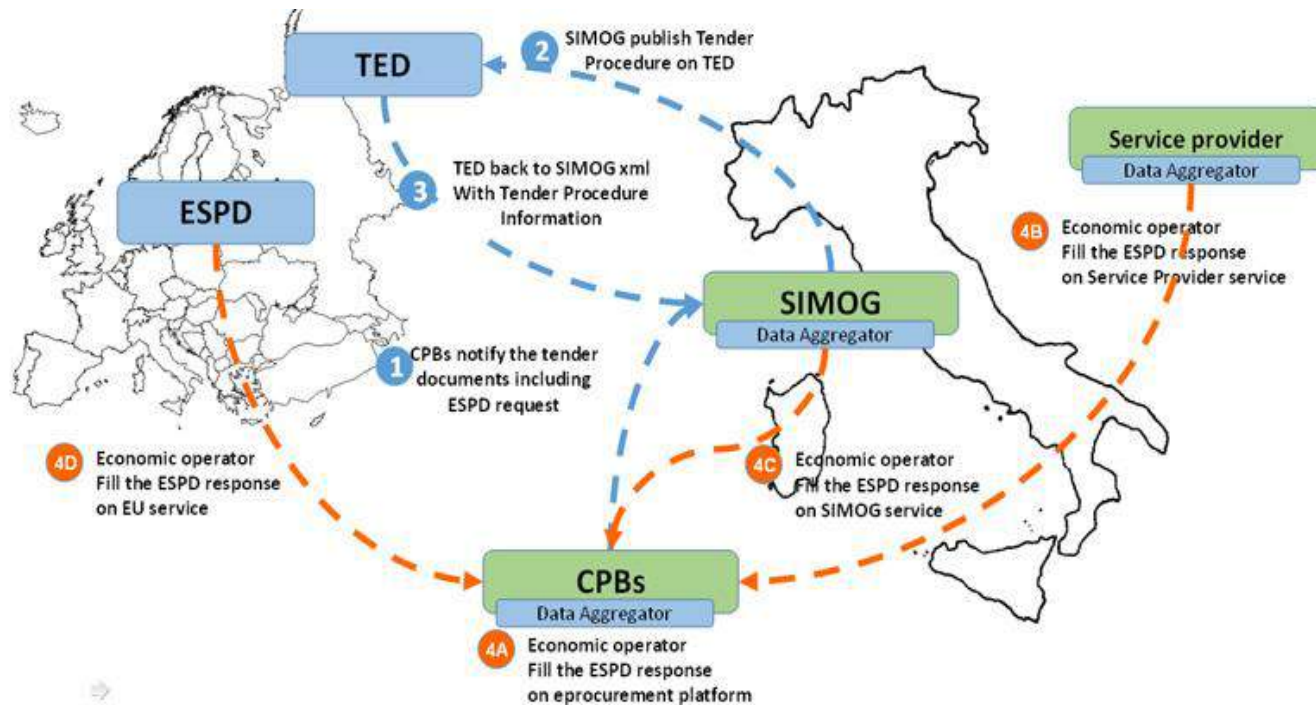 TED
2
SIMOG publish Tender
Procedure on TED
Service provider
Data Aggregator
3
TED back to SIMOG xml
With Tender Procedure
Information
ESPD
4B
Economic operator
Fill the ESPD response
on Service Provider service
SIMOG
Data Aggregator
1
CPBs notify the tender
documents including
ESPD request
4D
Economic operator
Fill the ESPD response
on EU service
4C
Economic operator
Fill the ESPD response
on SIMOG service
CPBs
Data Aggregator
4A
Economic operator
Fill the ESPD response
on eprocurement platform